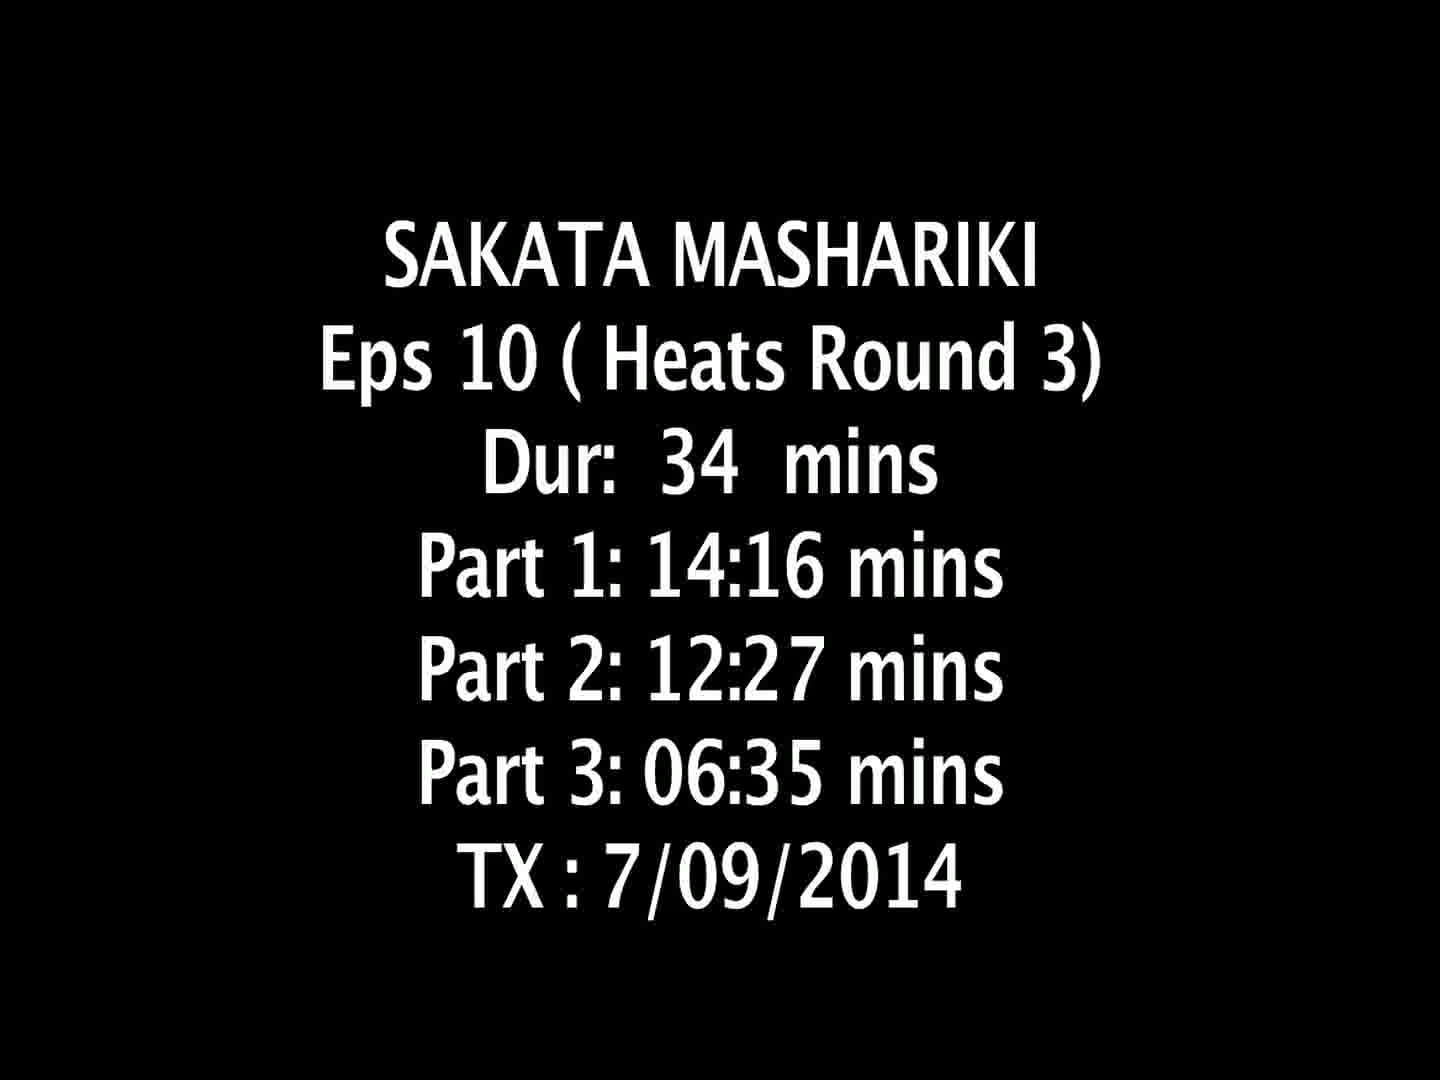 SAKATA MASHARIKI
Eps 10 ( Heats Round 3)
Dur:  34  mins
Part 1: 14:16 mins
Part 2: 12:27 mins
Part 3: 06:35 mins
TX : 7/09/2014